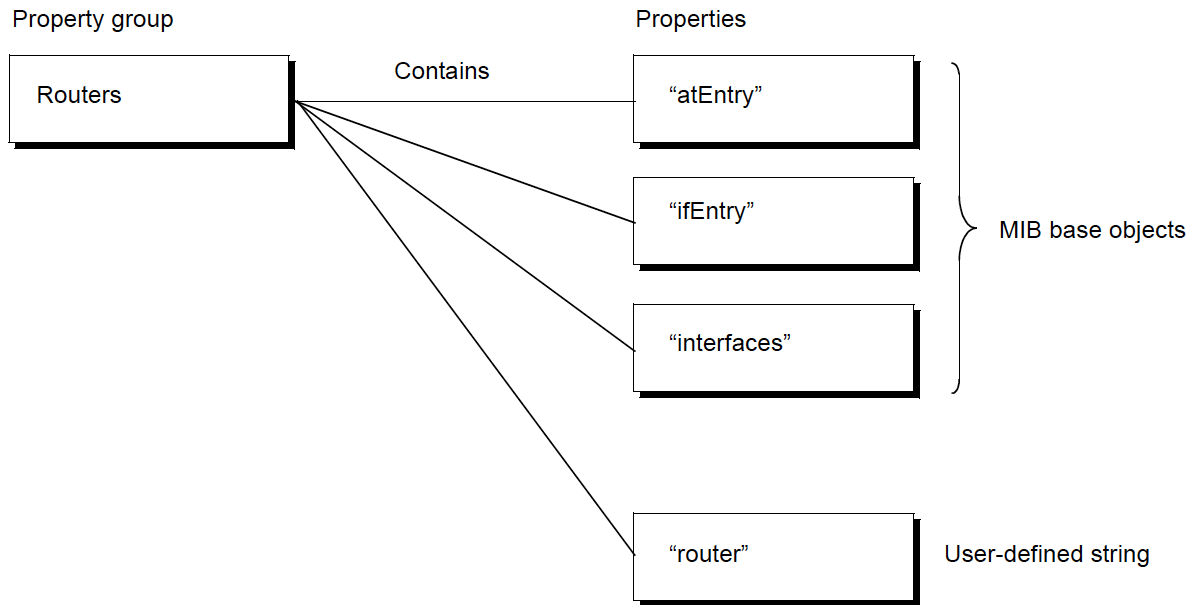 Property group
Properties
Routers
Contains
“atEntry”
“ifEntry”
MIB base objects
“interfaces”
“router”
User-defined string